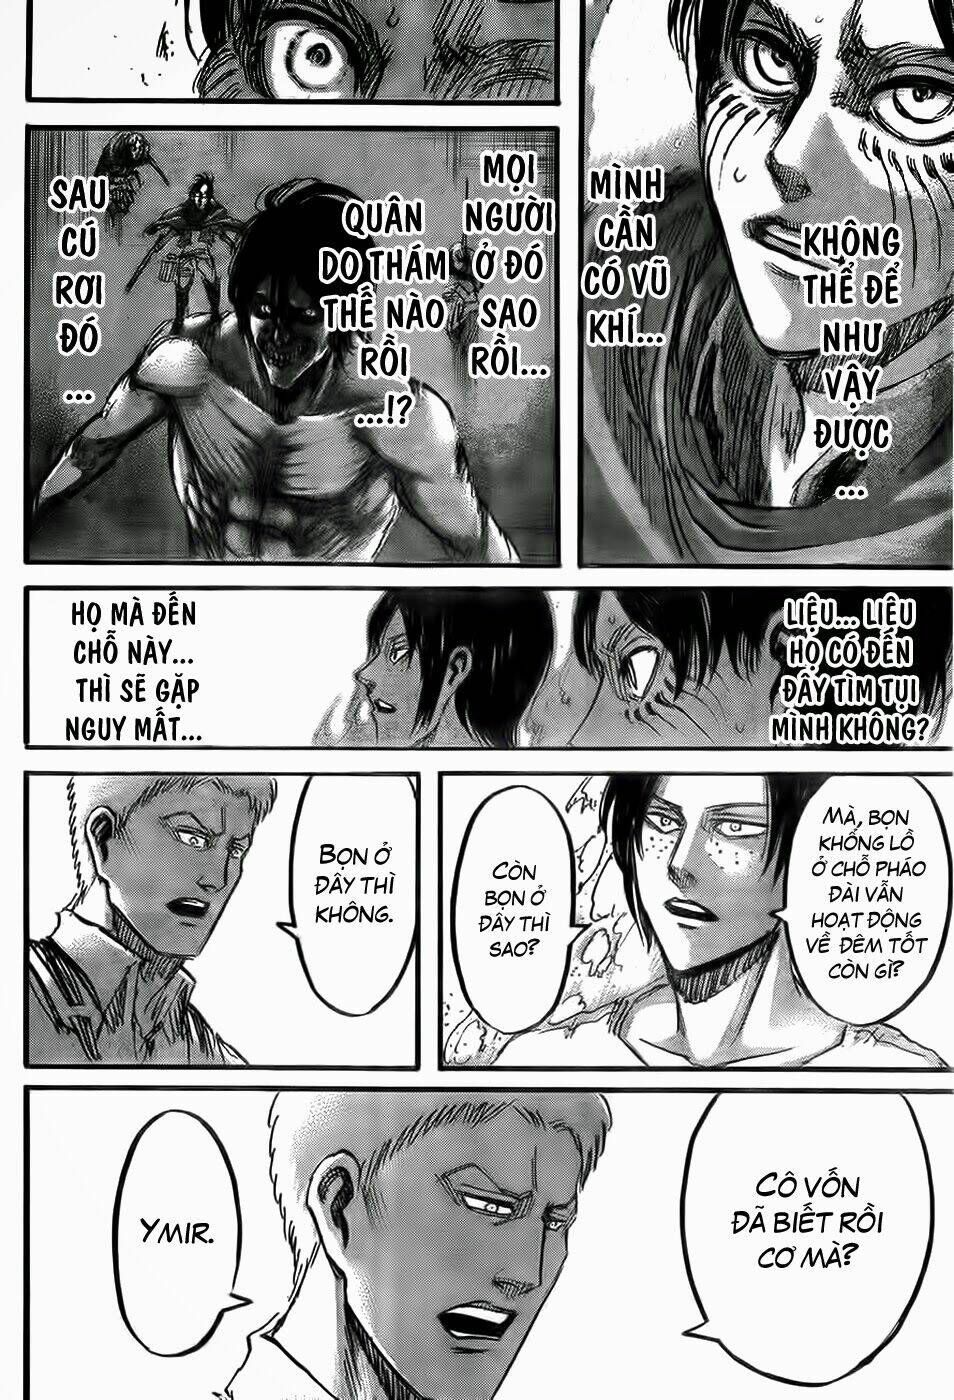 KHÔNG
THỂ ĐỂ
NHƯ
VẬY
ĐƯỢC
...
MÌNH
CẦN
CÓ VŨ
KHÍ...
MỌI
NGƯỜI
Ở ĐÓ
SAO
RỒI...
QUÂN
DO THÁM
THẾ NÀO
RỒI
...!?
SAU
CÚ
RƠI
ĐÓ
...
LIỆU... LIỆU
HỌ CÓ ĐẾN
ĐÂY TÌM TỤI
MÌNH KHÔNG?
HỌ MÀ ĐẾN
CHỖ NÀY...
THÌ SẼ GẶP
NGUY MẤT...
MÀ, BỌN
KHỔNG LỒ
Ở CHỖ PHÁO
ĐÀI VẪN
HOẠT ĐỘNG
VỀ ĐÊM TỐT
CÒN GÌ?
CÒN
BỌN Ở
ĐÂY THÌ
SAO?
BỌN Ở
ĐÂY THÌ
KHÔNG.
CÔ VỐN
ĐÃ BIẾT RỒI
CƠ MÀ?
YMIR.